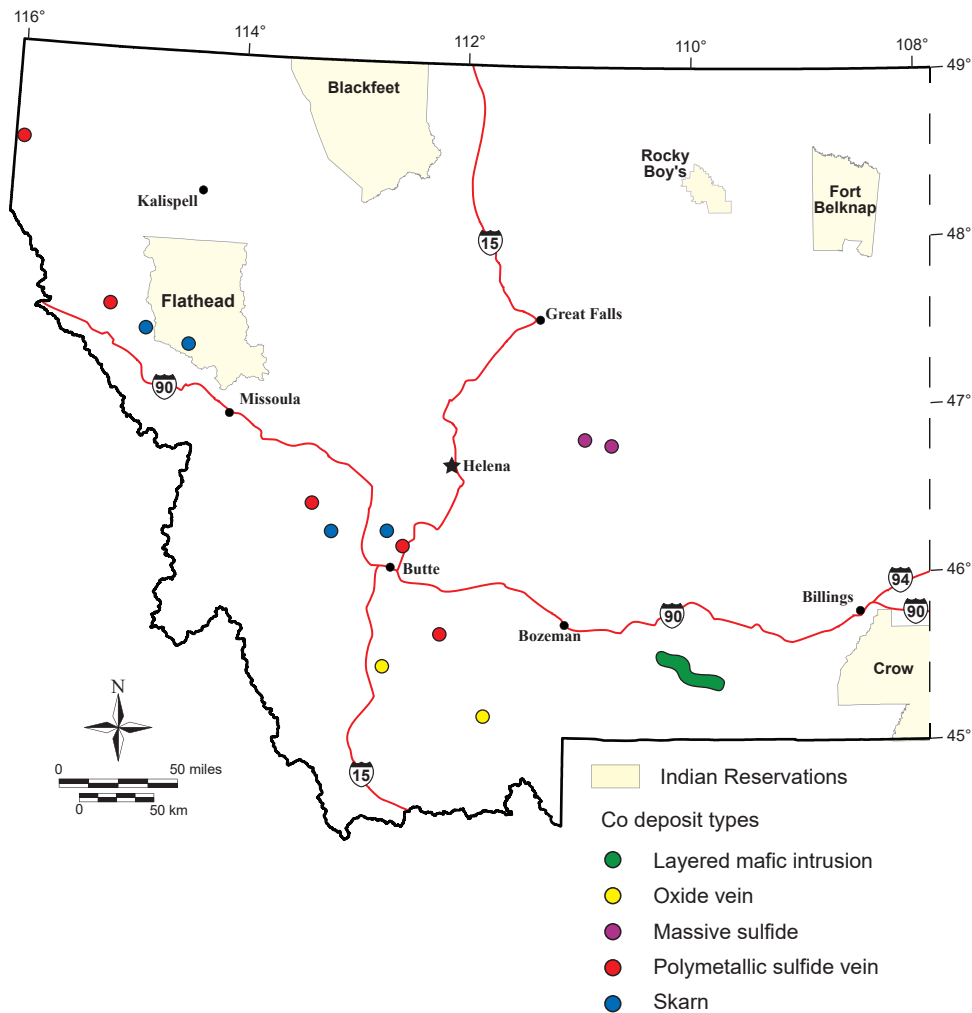 116°
114°
112°
110°
108°
49°
Blackfeet
Rocky
Boy's
Fort
Belknap
Kalispell
48°
15
Flathead
Great Falls
90
Missoula
47°
Helena
Butte
46°
94
Billings
90
90
Bozeman
Crow
N
45°
0
50 miles
0
50 km
15
Indian Reservations
Co deposit types
Layered mafic intrusion
Oxide vein
Massive sulfide
Polymetallic sulfide vein
Skarn